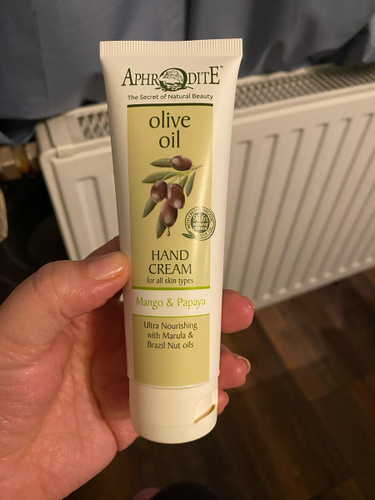 APHRODITE™
The Secret of Natural Beauty
olive
oil
HAND
CREAM
for all skin types
Mango & Papaya
Ultra Nourishing
with Marula &
Brazil Nut oils